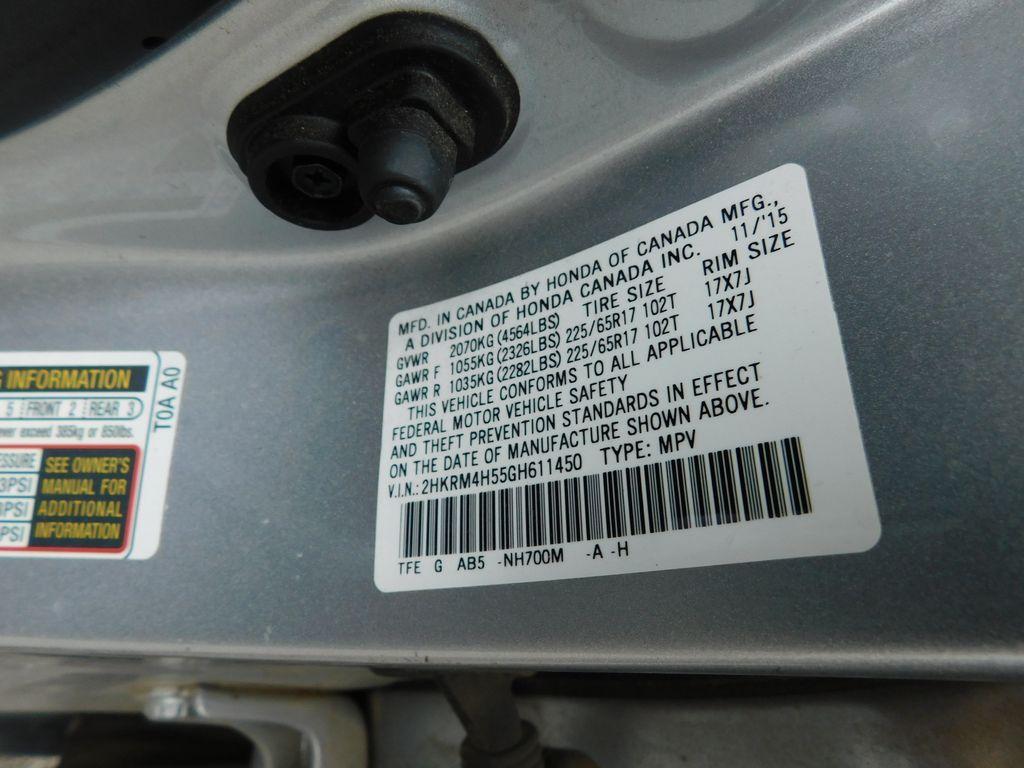 MFD. IN CANADA BY HONDA OF CANADA MFG.,
A DIVISION OF HONDA CANADA INC. 11/'15
GVWR 2070KG (4564LBS) TIRE SIZE RIM SIZE
GAWR F 1055KG (2326LBS) 225/65R17 102T 17X7J
GAWR R 1035KG (2282LBS) 225/65R17 102T 17X7J
THIS VEHICLE CONFORMS TO ALL APPLICABLE
FEDERAL MOTOR VEHICLE SAFETY
AND THEFT PREVENTION STANDARDS IN EFFECT
ON THE DATE OF MANUFACTURE SHOWN ABOVE.
V.I.N.: 2HKRM4H55GH611450 TYPE: MPV
TFE G AB5 -NH700M -A -H
INFORMATION
5 FRONT 2 REAR 3
exceed 385kg or 850lbs.
SEE OWNER'S
MANUAL FOR
ADDITIONAL
INFORMATION
T0A A0